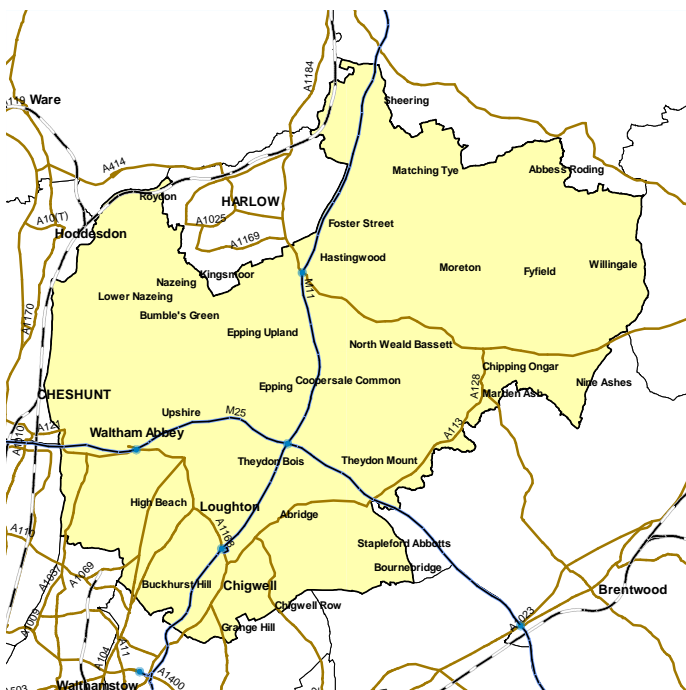 A1184
Ware
A119
Sheering
A414
Matching Tye
Abbess Roding
Roydon
HARLOW
A10(T)
A1025
Foster Street
Hoddesdon
A1169
Hastingwood
Willingale
Moreton
Fyfield
Kingsmoor
Nazeing
M11
Lower Nazeing
Bumble's Green
A1170
Epping Upland
North Weald Bassett
Chipping Ongar
Coopersale Common
Nine Ashes
Epping
A128
CHESHUNT
Marden Ash
Upshire
M25
A121
Waltham Abbey
A113
A1010
Theydon Bois
Theydon Mount
High Beach
Loughton
Abridge
A110
A1168
Stapleford Abbotts
Bournebridge
A1037
A1069
Buckhurst Hill
Chigwell
Brentwood
Chigwell Row
A1009
A1023
Grange Hill
A11
A104
A1400
Walthamstow
A503